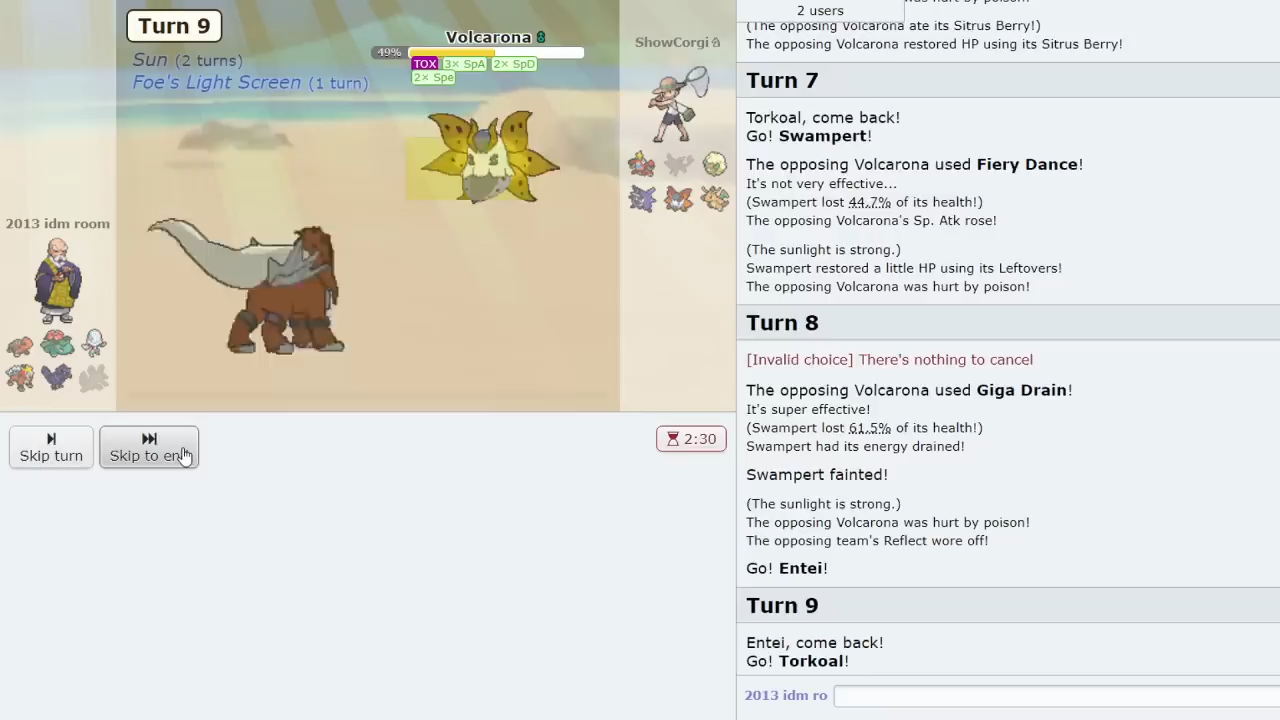 Turn 9
Sun (2 turns)
Foe's Light Screen (1 turn)
Volcarona
49%
TOX 3× SpA 2× SpD
2× Spe
ShowCorgi
2013 idm room
Skip turn
Skip to en
2:30
2 users
(The opposing Volcarona ate its Sitrus Berry!)
The opposing Volcarona restored HP using its Sitrus Berry!
Turn 7
Torkoal, come back!
Go! Swampert!
The opposing Volcarona used Fiery Dance!
It's not very effective...
(Swampert lost 44.7% of its health!)
The opposing Volcarona's Sp. Atk rose!
(The sunlight is strong.)
Swampert restored a little HP using its Leftovers!
The opposing Volcarona was hurt by poison!
Turn 8
[Invalid choice] There's nothing to cancel
The opposing Volcarona used Giga Drain!
It's super effective!
(Swampert lost 61.5% of its health!)
Swampert had its energy drained!
Swampert fainted!
(The sunlight is strong.)
The opposing Volcarona was hurt by poison!
The opposing team's Reflect wore off!
Go! Entei!
Turn 9
Entei, come back!
Go! Torkoal!
2013 idm ro